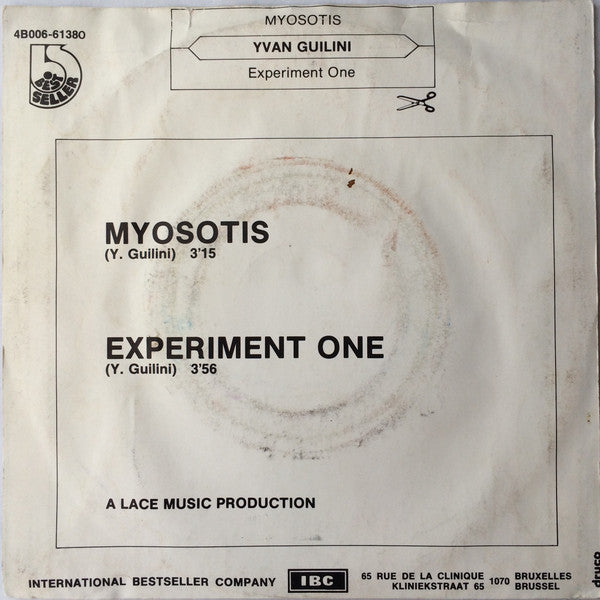 4B006-61380
BEST
SELLER
MYOSOTIS
YVAN GUILINI
Experiment One
MYOSOTIS
(Y. Guilini) 3'15
EXPERIMENT ONE
(Y. Guilini) 3'56
A LACE MUSIC PRODUCTION
INTERNATIONAL BESTSELLER COMPANY
IBC
65 RUE DE LA CLINIQUE 1070 BRUXELLES
KLINIEKSTRAAT 65 BRUSSEL
druco